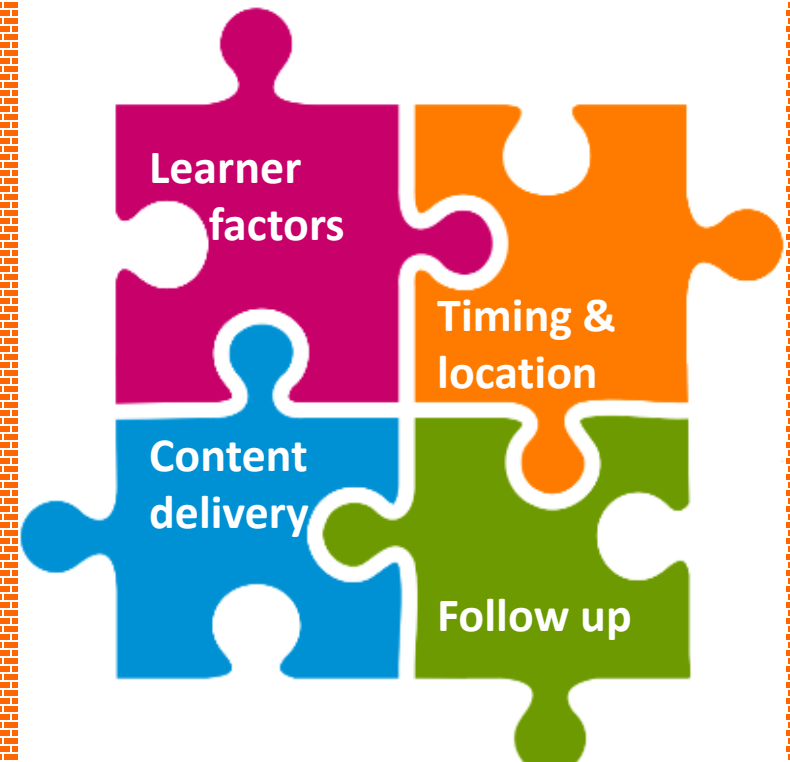 Learner
factors
Timing &
location
Content
delivery
Follow up